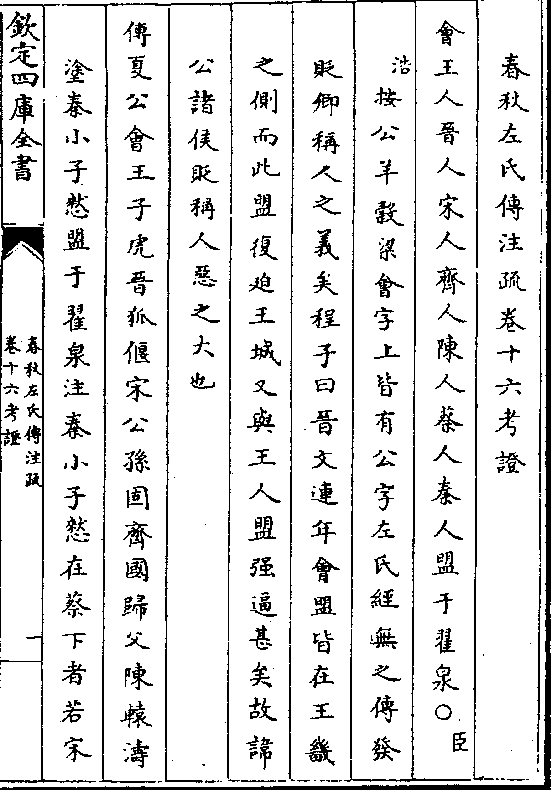 春秋左氏傳注疏卷十六考證
會王人晉人宋人齊人陳人蔡人秦人盟于翟泉○臣
浩按公羊穀梁會字上皆有公字左氏經無之傳發
貶卿稱人之義矣程子曰晉文連年會盟皆在王畿
之側而此盟復迫王城又與王人盟强逼甚矣故諱
公諸侯貶稱人惡之大也
傳夏公會王子虎晉狐偃宋公孫固齊國歸父陳轅濤
塗秦小子憖盟于翟泉注秦小子憖在蔡下者若宋
欽定四庫全書
春秋左氏傳注疏
卷十六考證
一